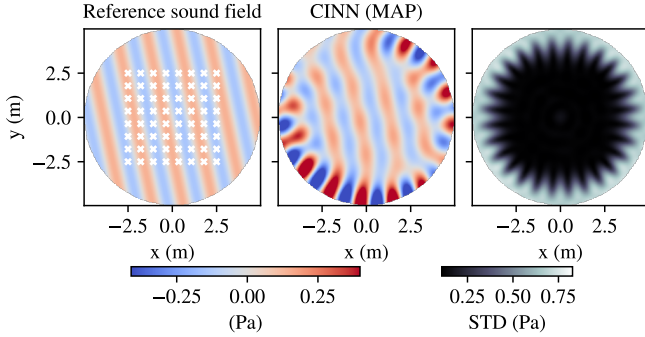 Reference sound field CINN (MAP)
y (m)
2.5
0.0
−2.5
−2.5 0.0 2.5 −2.5 0.0 2.5 −2.5 0.0 2.5
x (m) x (m) x (m)
−0.25 0.00 0.25 0.25 0.50 0.75
(Pa) STD (Pa)